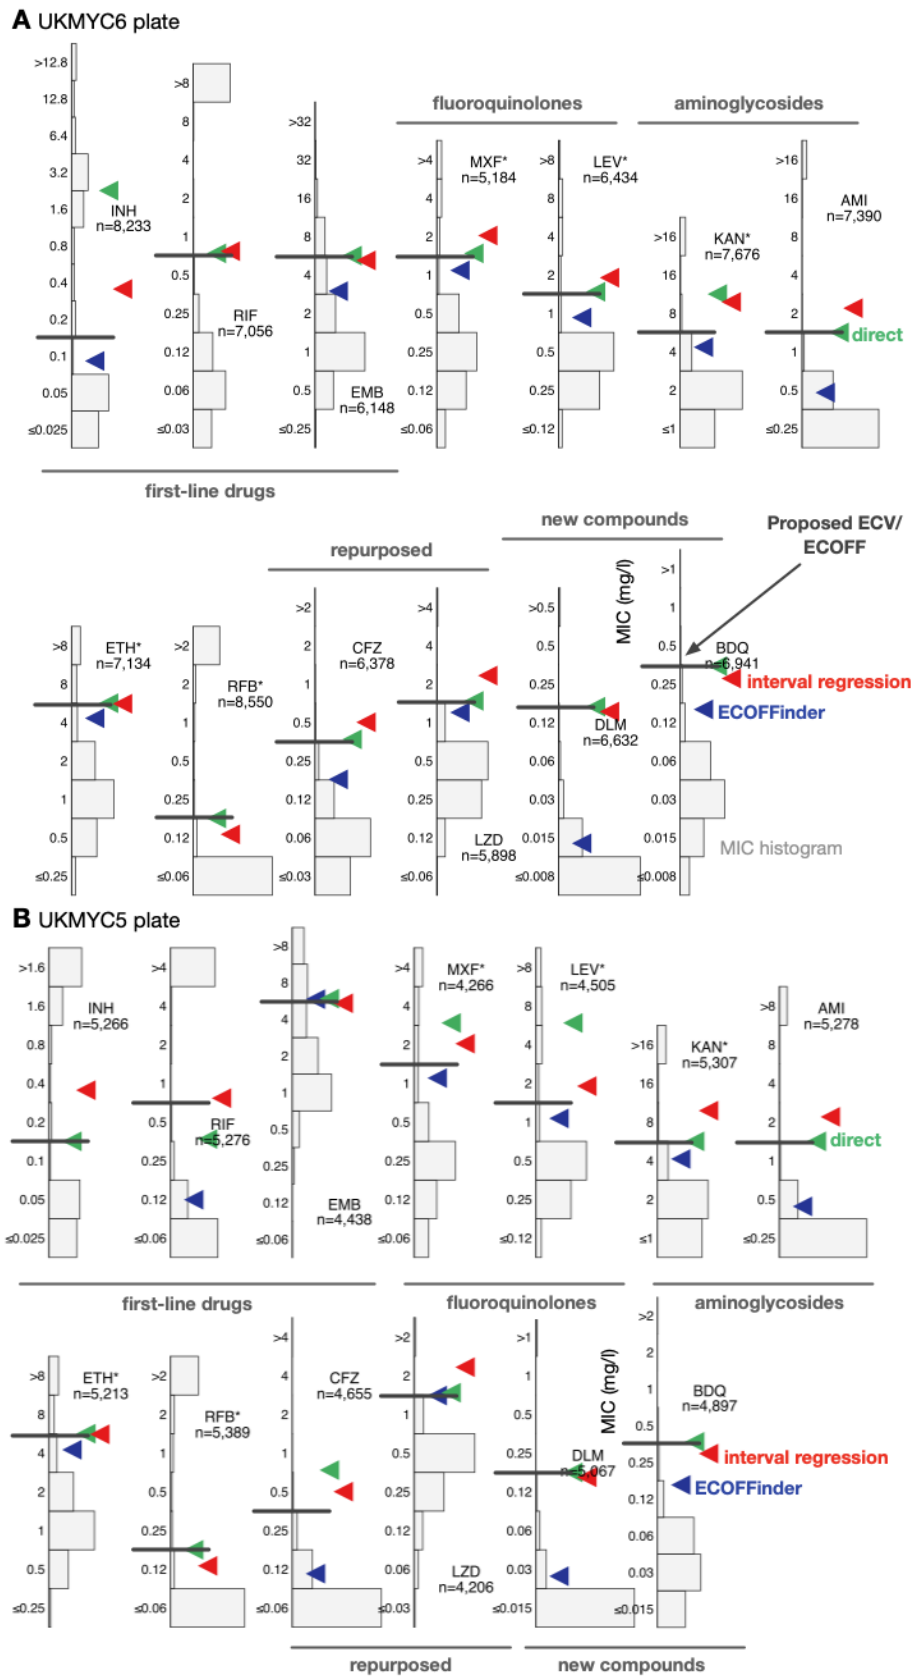 A UKMYC6 plate
fluoroquinolones
aminoglycosides
>12.8
12.8
6.4
3.2
1.6
0.8
0.4
0.2
0.1
0.05
≤0.025
INH
n=8,233
>8
8
4
2
1
0.5
0.25
0.12
0.06
≤0.03
RIF
n=7,056
>32
32
16
8
4
2
1
0.5
≤0.25
EMB
n=6,148
>4
4
2
1
0.5
0.25
0.12
≤0.06
MXF*
n=5,184
>8
8
4
2
1
0.5
0.25
≤0.12
LEV*
n=6,434
>16
16
8
4
2
≤1
KAN*
n=7,676
>16
16
8
4
2
1
0.5
≤0.25
AMI
n=7,390
direct
first-line drugs
repurposed
new compounds
Proposed ECV/
ECOFF
>8
8
4
2
1
0.5
≤0.25
ETH*
n=7,134
>2
2
1
0.5
0.25
0.12
≤0.06
RFB*
n=8,550
>2
2
1
0.5
0.25
0.12
0.06
≤0.03
CFZ
n=6,378
>4
4
2
1
0.5
0.25
0.12
≤0.06
LZD
n=5,898
>0.5
0.5
0.25
0.12
0.06
0.03
0.015
≤0.008
DLM
n=6,632
MIC (mg/l)
>1
1
0.5
0.25
0.12
0.06
0.03
0.015
≤0.008
BDQ
n=6,941
interval regression
ECOFFinder
MIC histogram
B UKMYC5 plate
>1.6
1.6
0.8
0.4
0.2
0.1
0.05
≤0.025
INH
n=5,266
>4
4
2
1
0.5
0.25
0.12
≤0.06
RIF
n=5,276
>8
8
4
2
1
0.5
0.25
0.12
≤0.06
EMB
n=4,438
>4
4
2
1
0.5
0.25
0.12
≤0.06
MXF*
n=4,266
>8
8
4
2
1
0.5
0.25
≤0.12
LEV*
n=4,505
>16
16
8
4
2
≤1
KAN*
n=5,307
>8
8
4
2
1
0.5
≤0.25
AMI
n=5,278
direct
first-line drugs
fluoroquinolones
aminoglycosides
>8
8
4
2
1
0.5
≤0.25
ETH*
n=5,213
>2
2
1
0.5
0.25
0.12
≤0.06
RFB*
n=5,389
>4
4
2
1
0.5
0.25
0.12
≤0.06
CFZ
n=4,655
>2
2
1
0.5
0.25
0.12
0.06
≤0.03
LZD
n=4,206
>1
1
0.5
0.25
0.12
0.06
0.03
≤0.015
DLM
n=5,067
MIC (mg/l)
>2
2
1
0.5
0.25
0.12
0.06
0.03
≤0.015
BDQ
n=4,897
interval regression
ECOFFinder
repurposed
new compounds